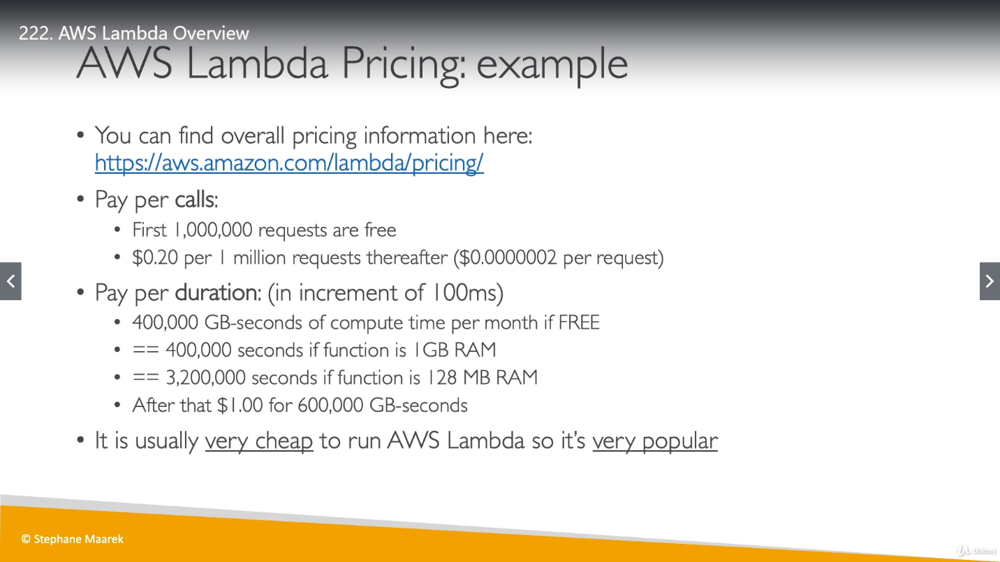 222. AWS Lambda Overview
AWS Lambda Pricing: example
• You can find overall pricing information here:
https://aws.amazon.com/lambda/pricing/
• Pay per calls:
• First 1,000,000 requests are free
• $0.20 per 1 million requests thereafter ($0.0000002 per request)
• Pay per duration: (in increment of 100ms)
• 400,000 GB-seconds of compute time per month if FREE
• == 400,000 seconds if function is 1GB RAM
• == 3,200,000 seconds if function is 128 MB RAM
• After that $1.00 for 600,000 GB-seconds
• It is usually very cheap to run AWS Lambda so it’s very popular
© Stephane Maarek
Udemy